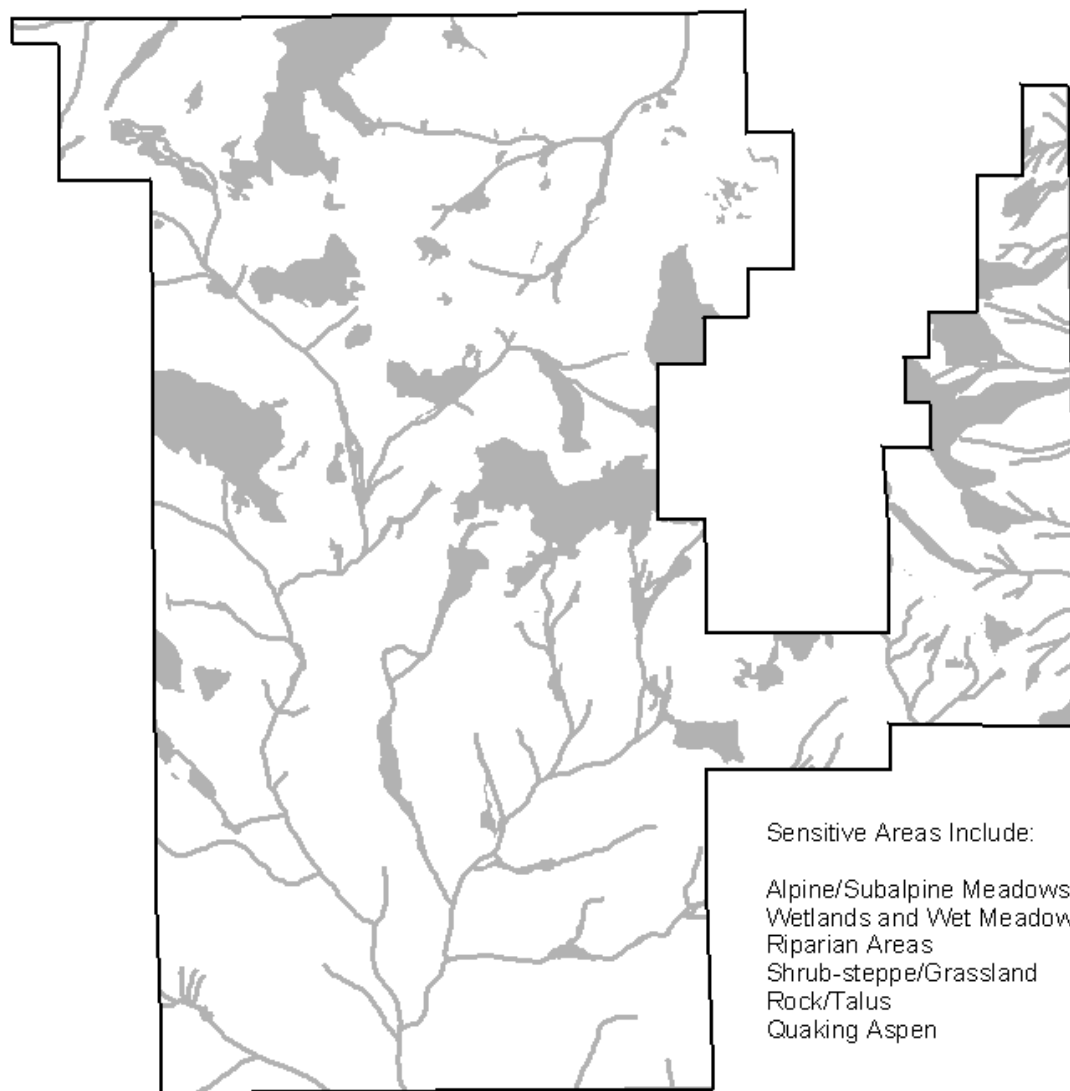 Sensitive Areas Include:
Alpine/Subalpine Meadows
Wetlands and Wet Meadow
Riparian Areas
Shrub-steppe/Grassland
Rock/Talus
Quaking Aspen